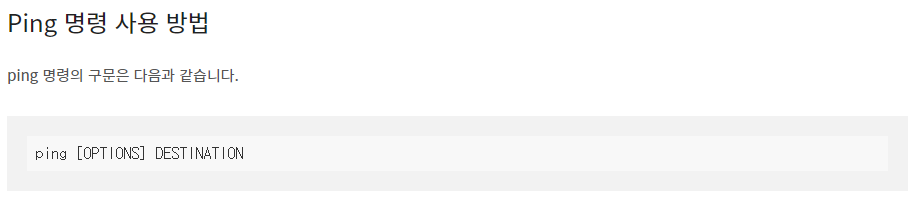 Ping 명령 사용 방법
ping 명령의 구문은 다음과 같습니다.
ping [OPTIONS] DESTINATION